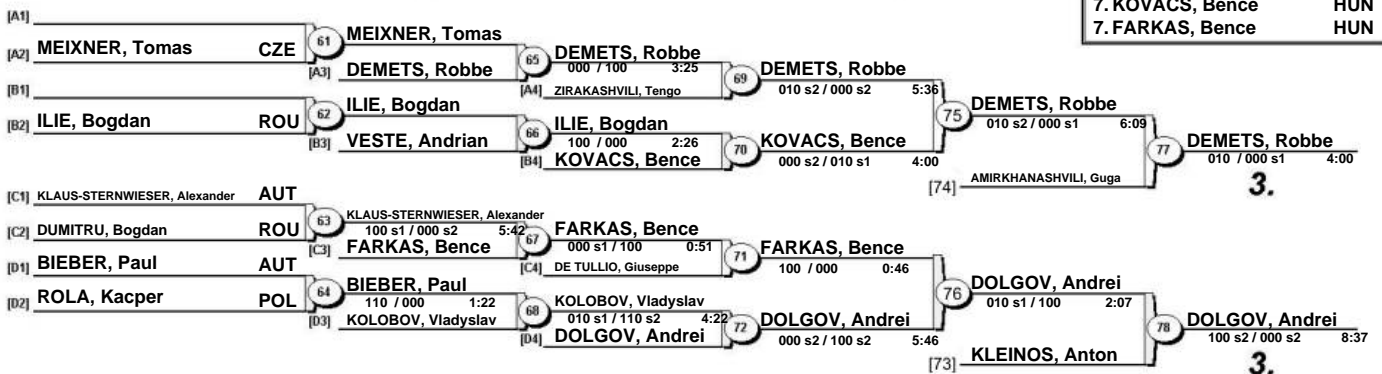 7. KOVACS, Bence HUN
7. FARKAS, Bence HUN
[A1]
[A2] MEIXNER, Tomas CZE
61
MEIXNER, Tomas
[A3] DEMETS, Robbe
65
DEMETS, Robbe
000 / 100 3:25
[A4] ZIRAKASHVILI, Tengo
69
DEMETS, Robbe
010 s2 / 000 s2 5:36
[B1]
[B2] ILIE, Bogdan ROU
62
ILIE, Bogdan
[B3] VESTE, Andrian
66
ILIE, Bogdan
100 / 000 2:26
[B4] KOVACS, Bence
70
KOVACS, Bence
000 s2 / 010 s1 4:00
75
DEMETS, Robbe
010 s2 / 000 s1 6:09
[74] AMIRKHANASHVILI, Guga
77
DEMETS, Robbe
010 / 000 s1 4:00
3.
[C1] KLAUS-STERNWIESER, Alexander AUT
[C2] DUMITRU, Bogdan ROU
63
KLAUS-STERNWIESER, Alexander
100 s1 / 000 s2 5:42
[C3] FARKAS, Bence
67
FARKAS, Bence
000 s1 / 100 0:51
[C4] DE TULLIO, Giuseppe
71
FARKAS, Bence
100 / 000 0:46
[D1] BIEBER, Paul AUT
[D2] ROLA, Kacper POL
64
BIEBER, Paul
110 / 000 1:22
[D3] KOLOBOV, Vladyslav
68
KOLOBOV, Vladyslav
010 s1 / 110 s2 4:22
[D4] DOLGOV, Andrei
72
DOLGOV, Andrei
000 s2 / 100 s2 5:46
76
DOLGOV, Andrei
010 s1 / 100 2:07
[73] KLEINOS, Anton
78
DOLGOV, Andrei
100 s2 / 000 s2 8:37
3.